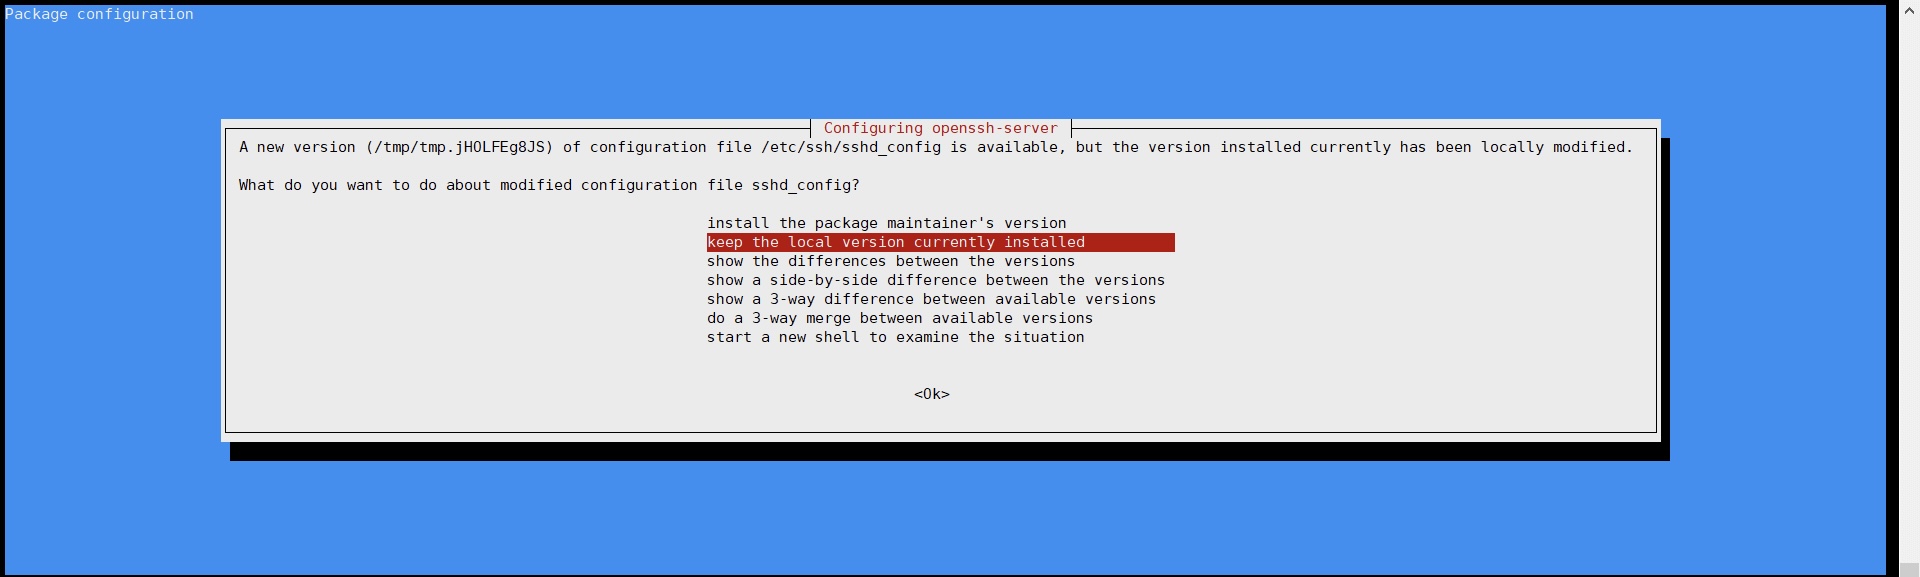 Package configuration
Configuring openssh-server
A new version (/tmp/tmp.jHOLFEg8JS) of configuration file /etc/ssh/sshd_config is available, but the version installed currently has been locally modified.
What do you want to do about modified configuration file sshd_config?
install the package maintainer's version
keep the local version currently installed
show the differences between the versions
show a side-by-side difference between the versions
show a 3-way difference between available versions
do a 3-way merge between available versions
start a new shell to examine the situation
<Ok>